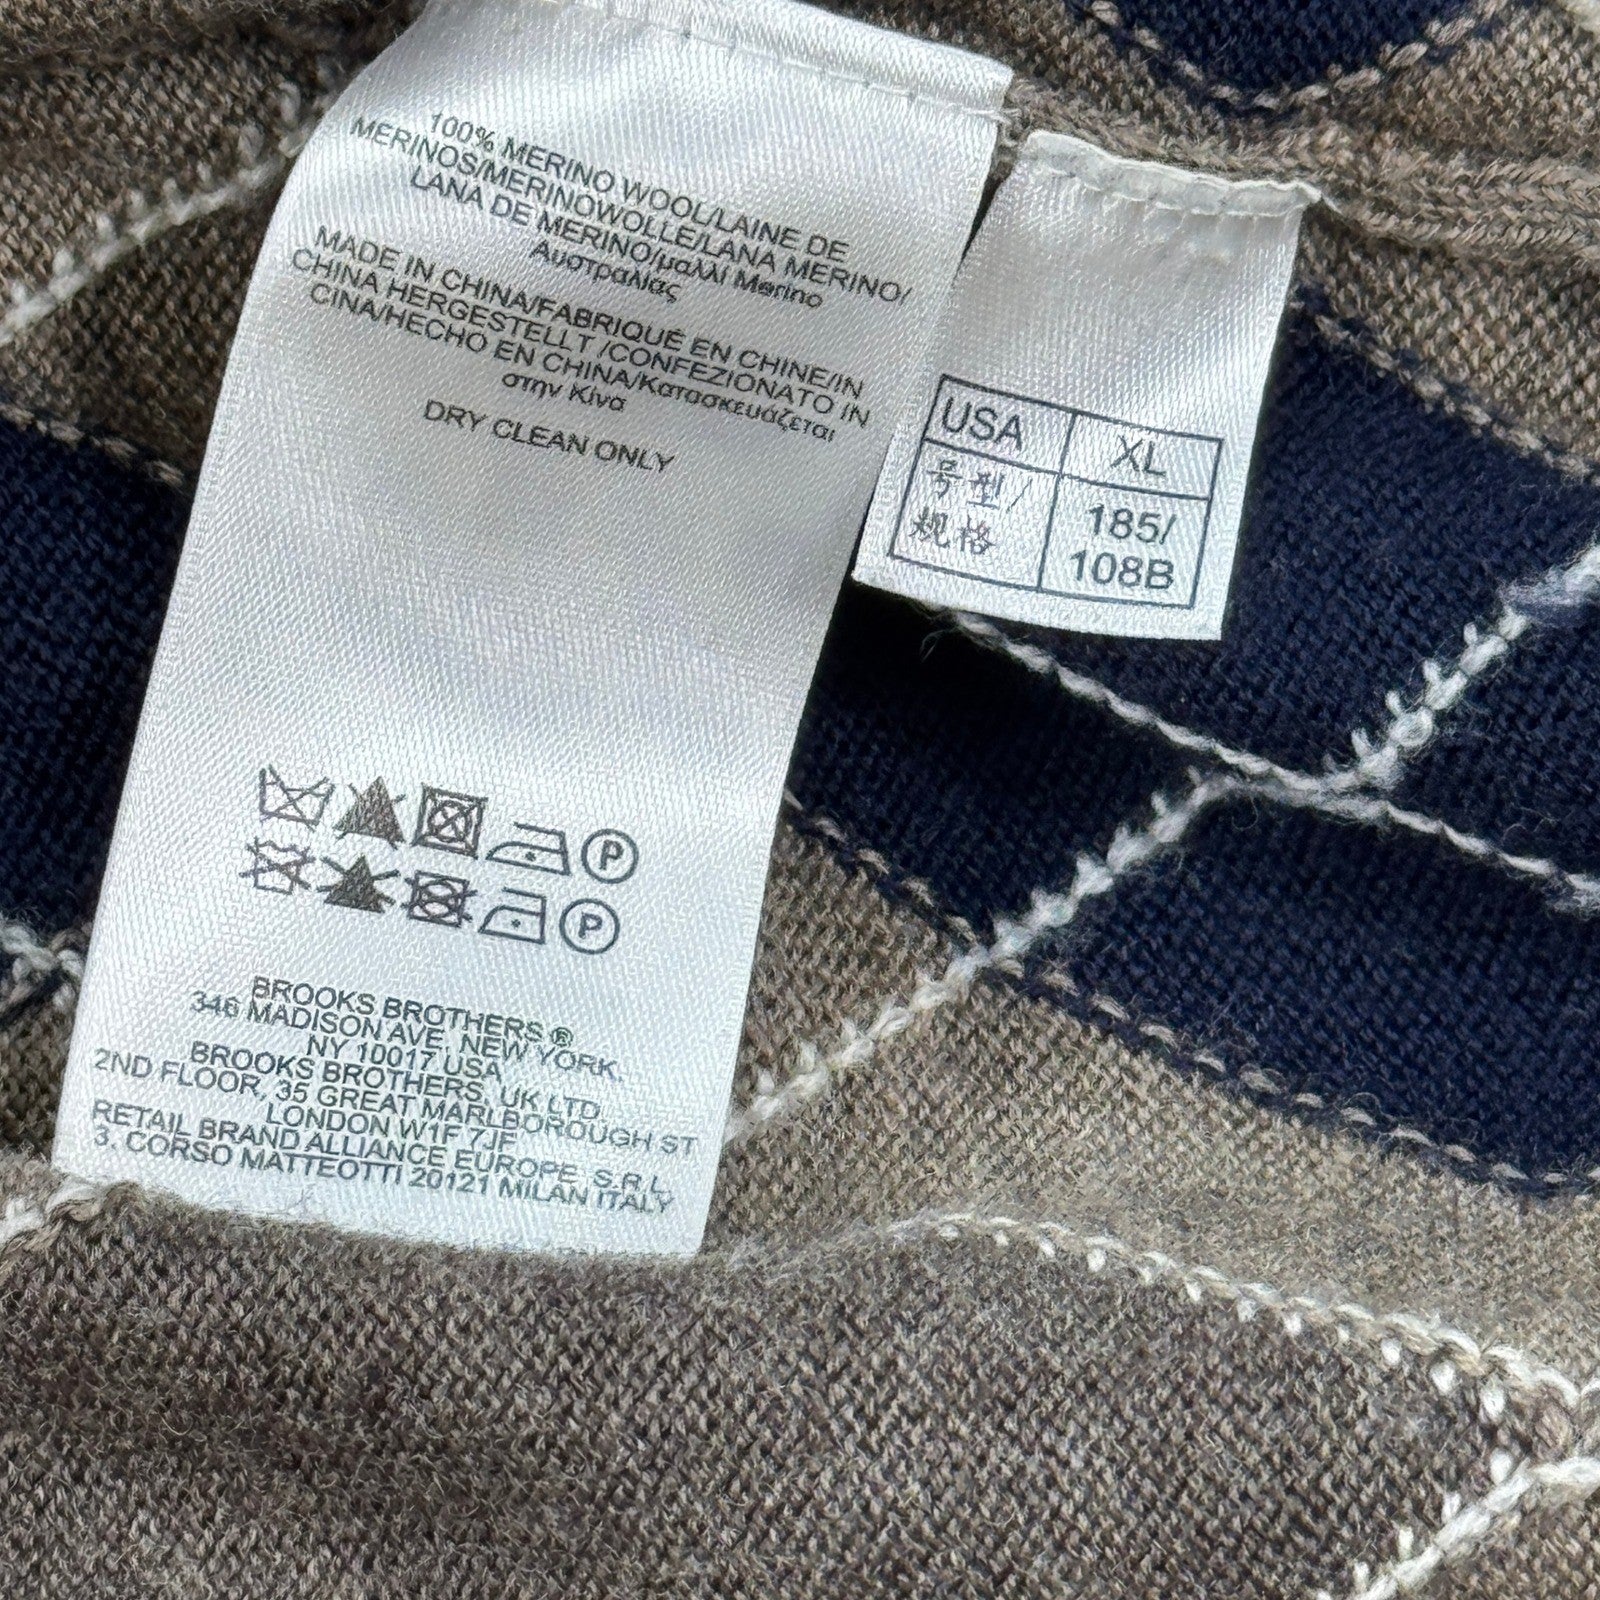 100% MERINO WOOL/LAINE DE
MERINOS/MERINOWOLLE/LANA MERINO/
LANA DE MERINO/μαλλί Merino
Αυστραλίας
MADE IN CHINA/FABRIQUÉ EN CHINE/IN
CHINA HERGESTELLT /CONFEZIONATO IN
CINA/HECHO EN CHINA/Κατασκευάζεται
στην Κίνα
DRY CLEAN ONLY
P
P
BROOKS BROTHERS ®
346 MADISON AVE, NEW YORK.
NY 10017 USA
BROOKS BROTHERS, UK LTD.
2ND FLOOR, 35 GREAT MARLBOROUGH ST
LONDON W1F 7JF
RETAIL BRAND ALLIANCE EUROPE S.R.L
3. CORSO MATTEOTTI 20121 MILAN ITALY
USA XL
号型/
规格
185/
108B